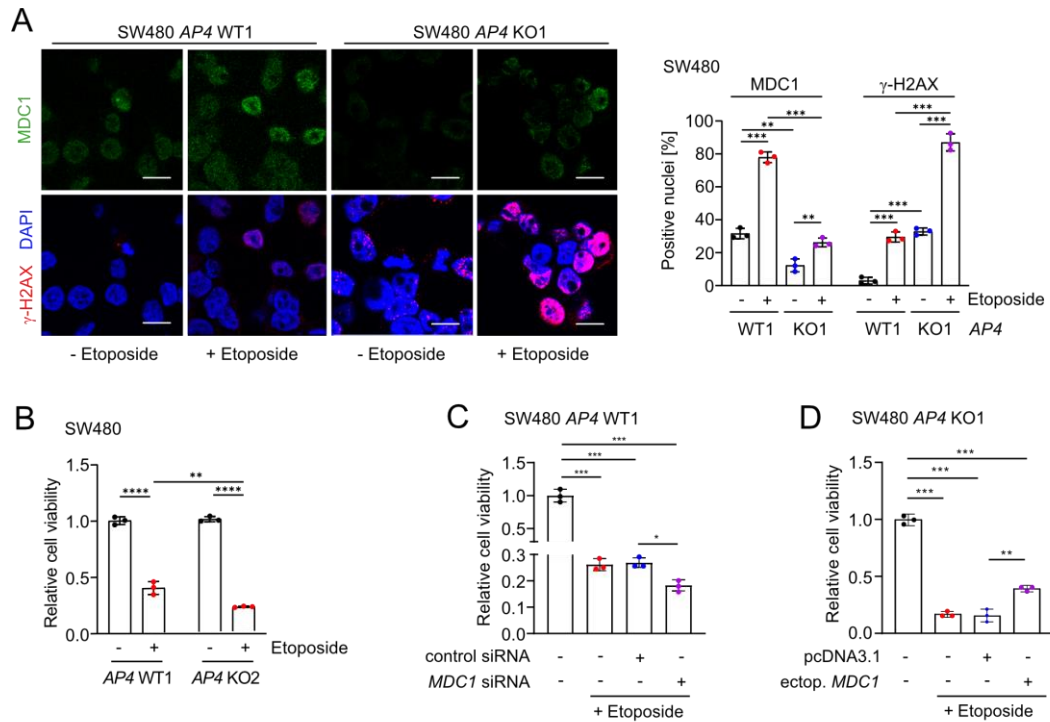 A
SW480 AP4 WT1
SW480 AP4 KO1
MDC1
γ-H2AX DAPI
- Etoposide
+ Etoposide
- Etoposide
+ Etoposide
SW480
MDC1
γ-H2AX
***
***
**
***
***
**
***
***
Positive nuclei [%]
100
80
60
40
20
0
- + - + - + - + Etoposide
WT1 KO1 WT1 KO1 AP4
B
SW480
**
**** ****
Relative cell viability
1.5
1.0
0.5
0.0
- + - + Etoposide
AP4 WT1 AP4 KO2
C
SW480 AP4 WT1
***
***
***
*
Relative cell viability
1.5
1.0
0.5
0.3
0.2
0.1
0.0
control siRNA - - + -
MDC1 siRNA - - - +
+ Etoposide
D
SW480 AP4 KO1
***
***
***
**
Relative cell viability
1.5
1.0
0.5
0.0
pcDNA3.1 - - + -
ectop. MDC1 - - - +
+ Etoposide